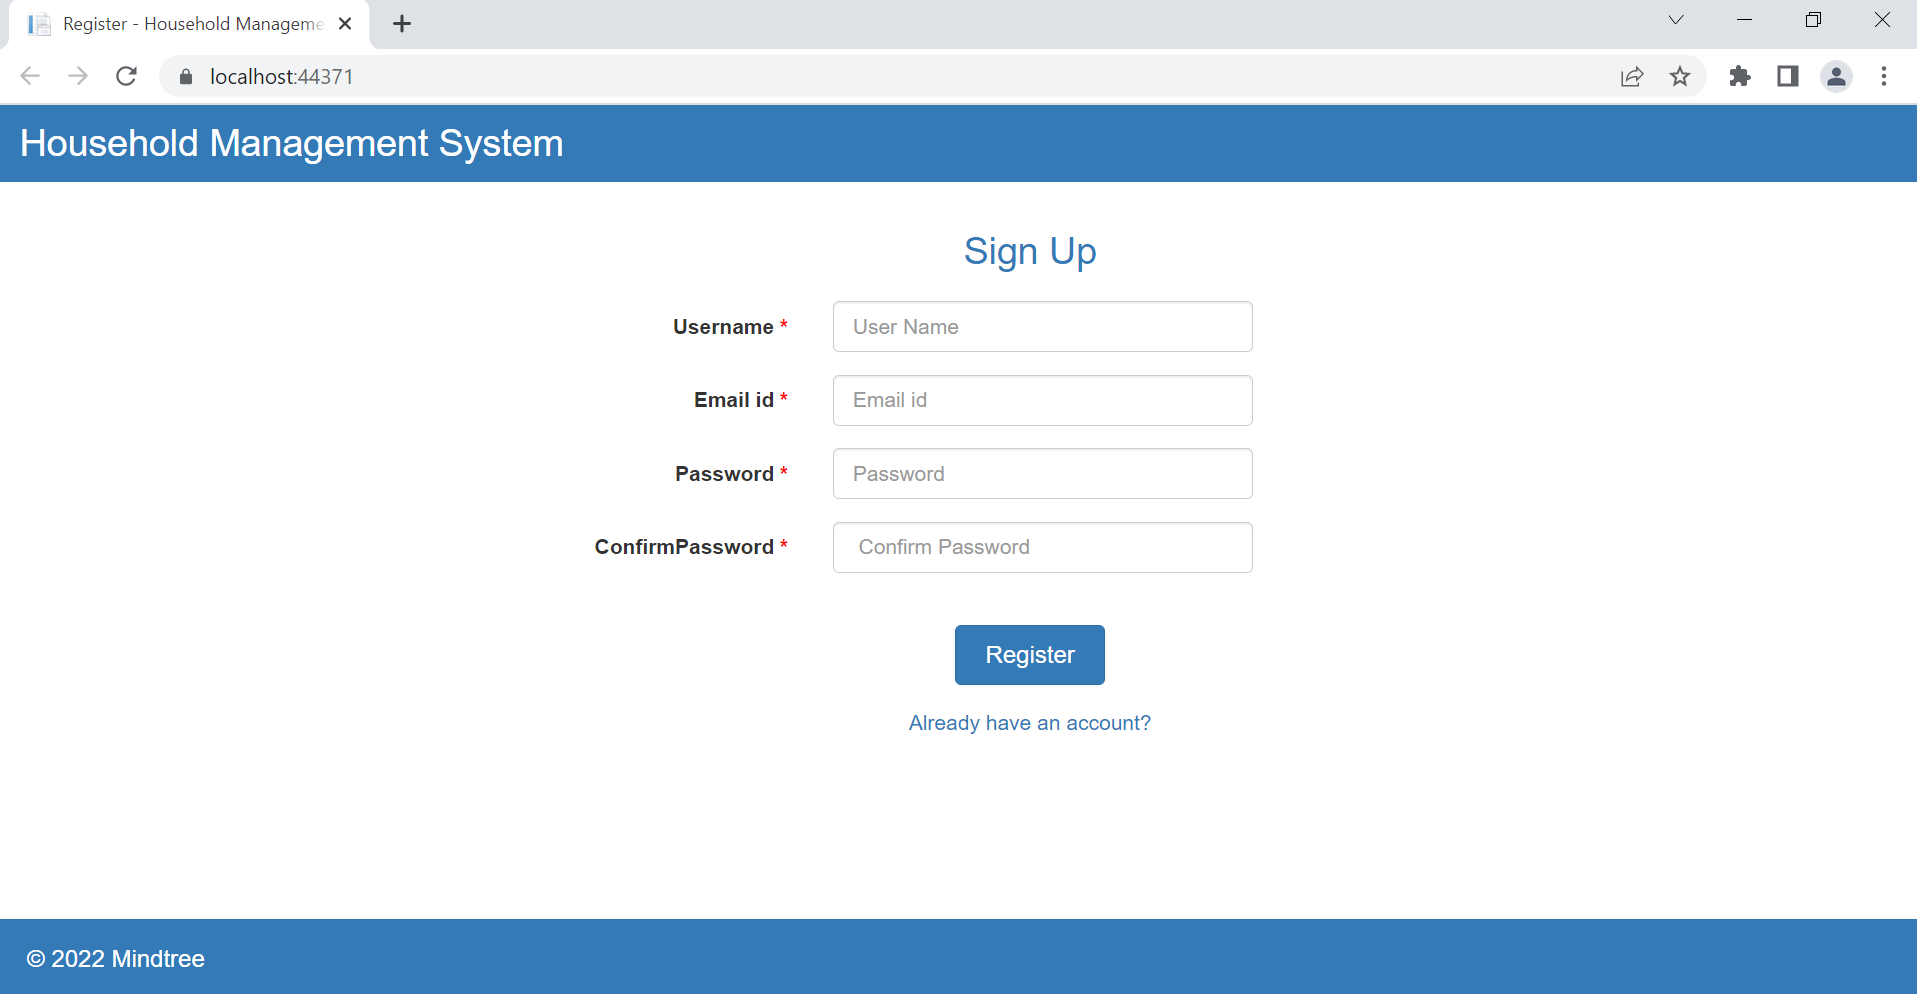 Register - Household Manageme
localhost:44371
Household Management System
Sign Up
Username *
User Name
Email id *
Email id
Password *
Password
ConfirmPassword *
Confirm Password
Register
Already have an account?
© 2022 Mindtree